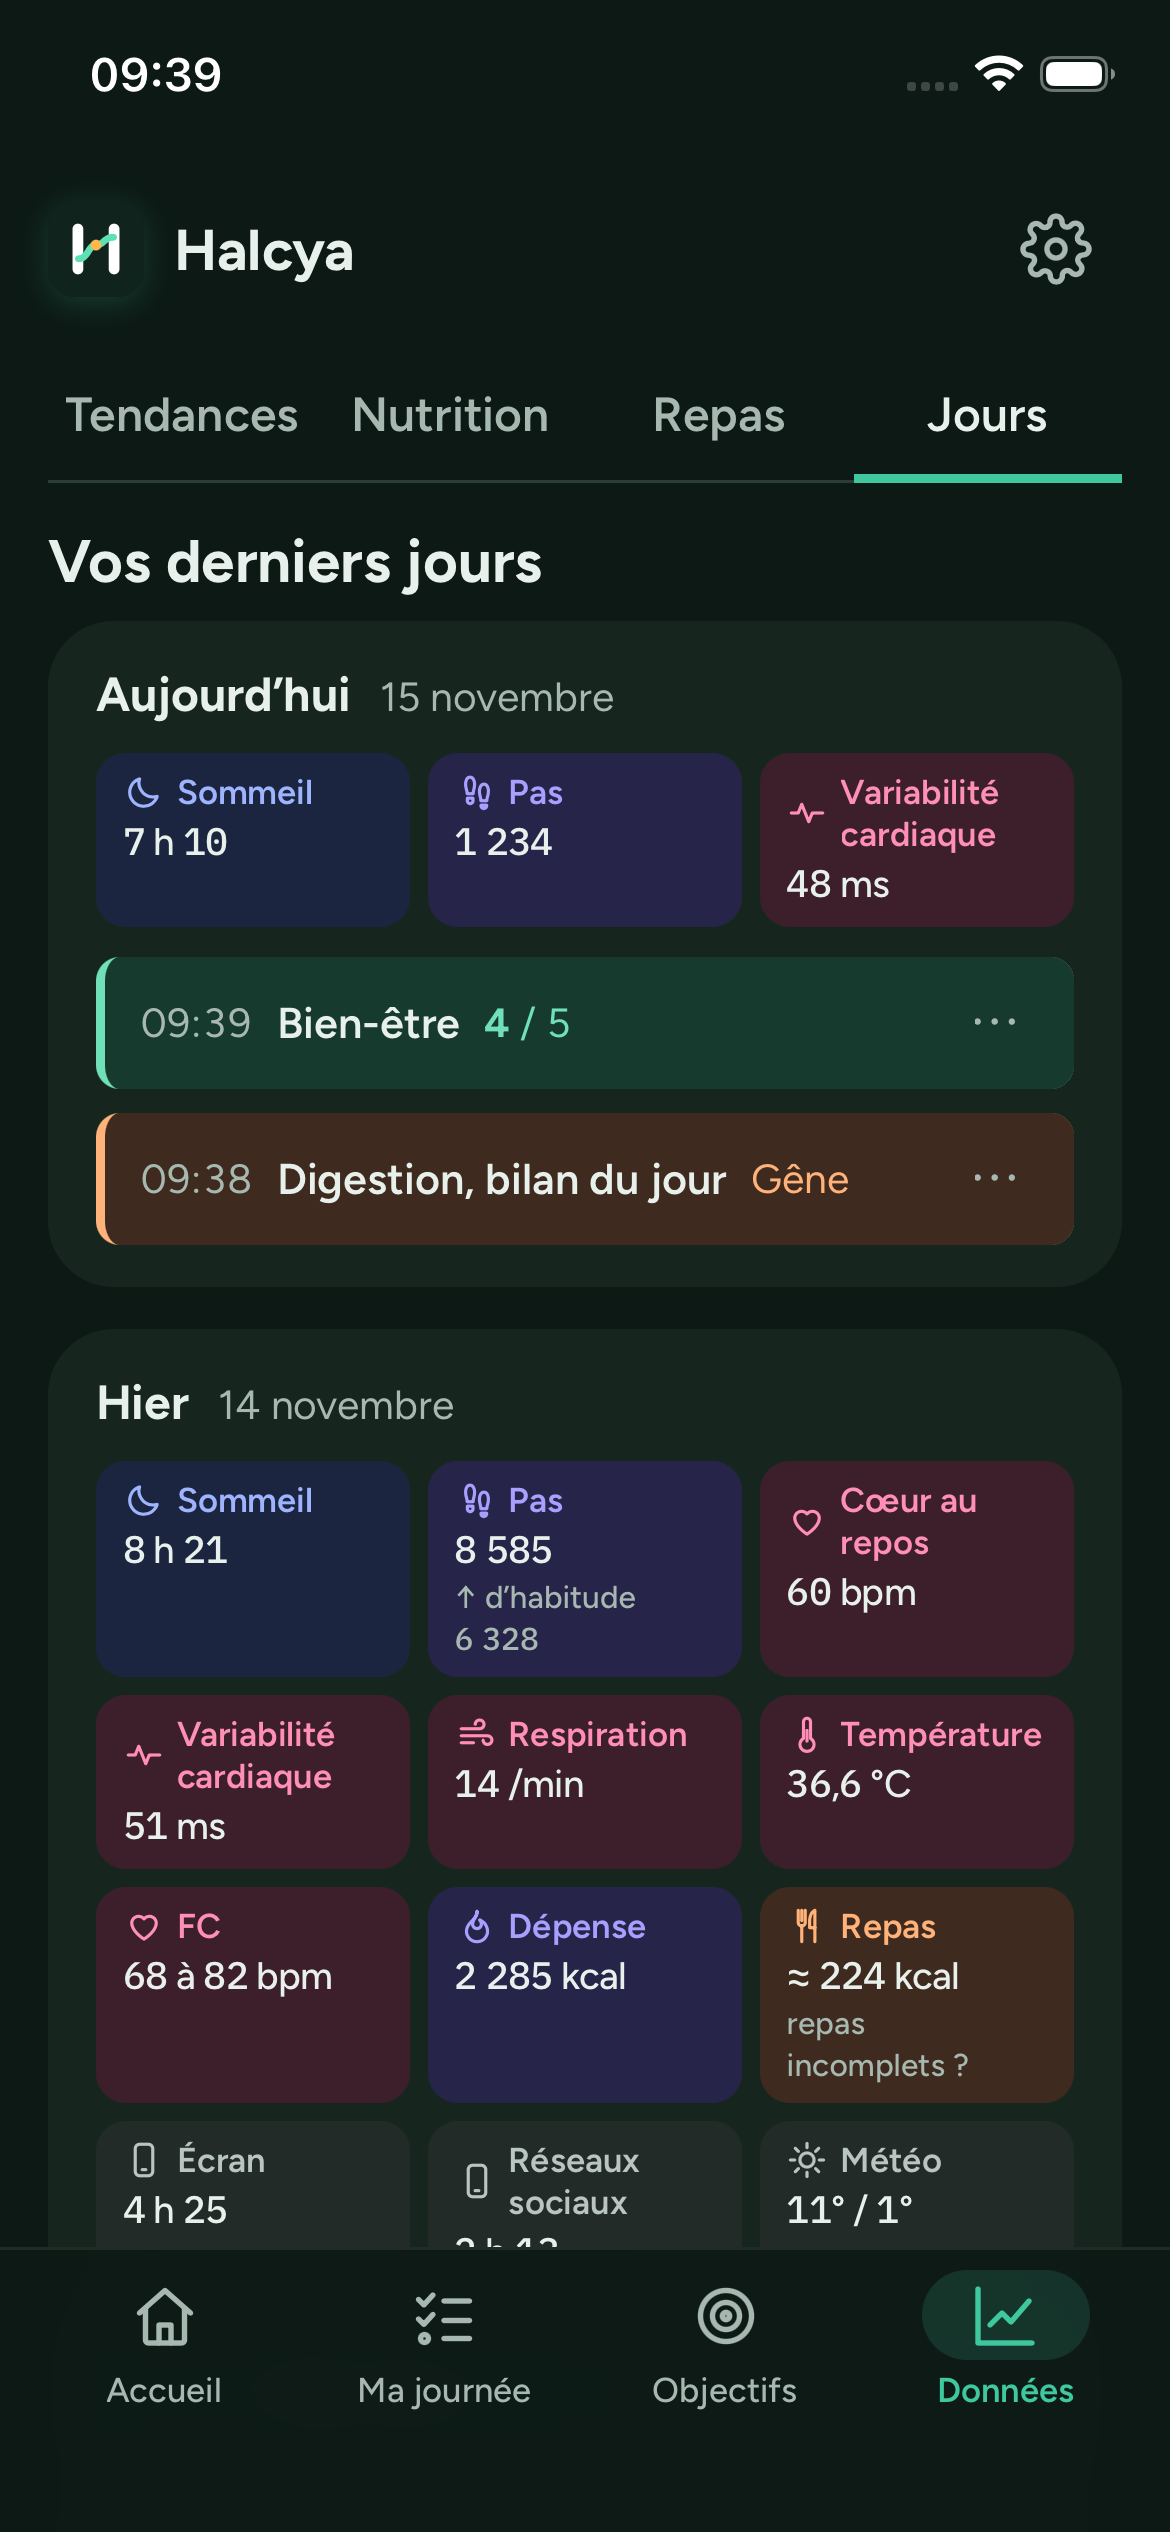 09:39
Halcya
Tendances Nutrition Repas Jours
Vos derniers jours
Aujourd’hui 15 novembre
Sommeil
7 h 10
Pas
1 234
Variabilité
cardiaque
48 ms
09:39 Bien-être 4 / 5 ...
09:38 Digestion, bilan du jour Gêne ...
Hier 14 novembre
Sommeil
8 h 21
Pas
8 585
↑ d’habitude
6 328
Cœur au
repos
60 bpm
Variabilité
cardiaque
51 ms
Respiration
14 /min
Température
36,6 °C
FC
68 à 82 bpm
Dépense
2 285 kcal
Repas
≈ 224 kcal
repas
incomplets ?
Écran
4 h 25
Réseaux
sociaux
Météo
11° / 1°
Accueil Ma journée Objectifs Données